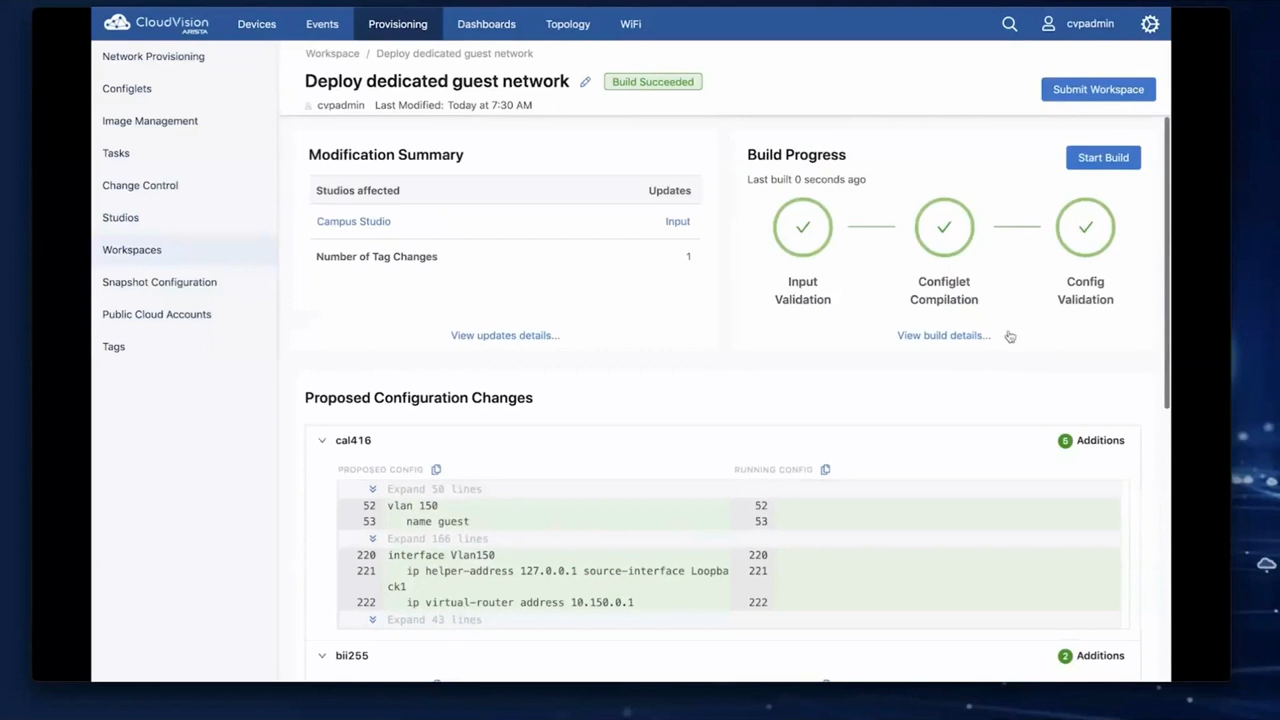 CloudVision
ARISTA
Devices
Events
Provisioning
Dashboards
Topology
WiFi
cvpadmin
Network Provisioning
Configlets
Image Management
Tasks
Change Control
Studios
Workspaces
Snapshot Configuration
Public Cloud Accounts
Tags
Workspace / Deploy dedicated guest network
Deploy dedicated guest network
Build Succeeded
cvpadmin Last Modified: Today at 7:30 AM
Submit Workspace
Modification Summary
Studios affected Updates
Campus Studio Input
Number of Tag Changes 1
View updates details...
Build Progress
Start Build
Last built 0 seconds ago
Input
Validation
Configlet
Compilation
Config
Validation
View build details...
Proposed Configuration Changes
cal416
5 Additions
PROPOSED CONFIG
RUNNING CONFIG
Expand 50 lines
52 vlan 150 52
53 name guest 53
Expand 166 lines
220 interface Vlan150 220
221 ip helper-address 127.0.0.1 source-interface Loopba 221
ck1
222 ip virtual-router address 10.150.0.1 222
Expand 43 lines
bii255
2 Additions